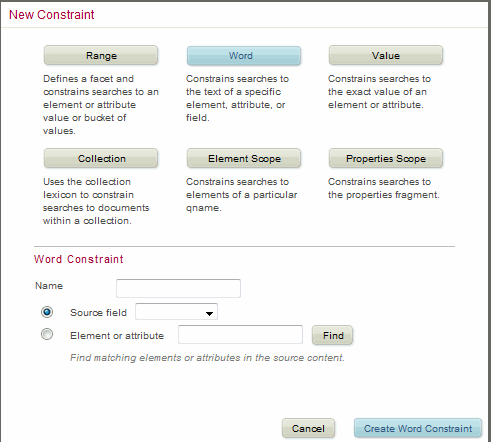 New Constraint
Range
Word
Value
Defines a facet and
constrains searches to an
element or attribute
value or bucket of
values.
Constrains searches to
the text of a specific
element, attribute, or
field.
Constrains searches to
the exact value of an
element or attribute.
Collection
Element Scope
Properties Scope
Uses the collection
lexicon to constrain
searches to documents
within a collection.
Constrains searches to
elements of a particular
qname.
Constrains searches to
the properties fragment.
Word Constraint
Name
Source field
Element or attribute
Find
Find matching elements or attributes in the source content.
Cancel
Create Word Constraint